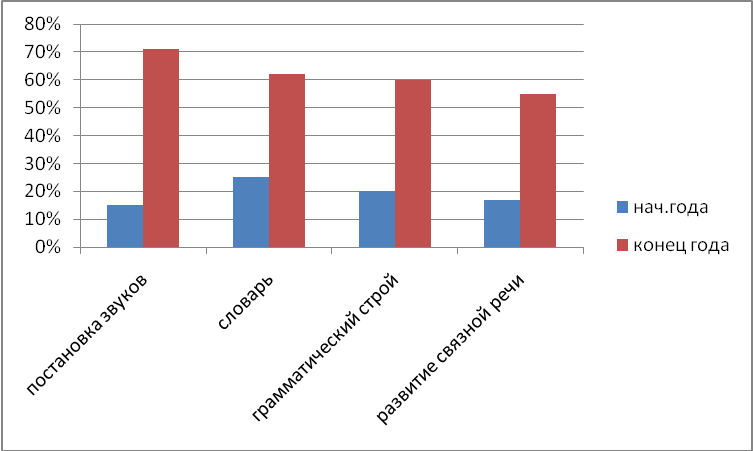 80%
70%
60%
50%
40%
30%
20%
10%
0%
постановка звуков
словарь
грамматический строй
развитие связной речи
нач.года
конец года